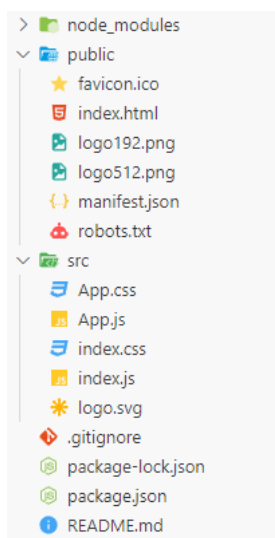 node_modules
public
favicon.ico
index.html
logo192.png
logo512.png
manifest.json
robots.txt
src
App.css
App.js
index.css
index.js
logo.svg
.gitignore
package-lock.json
package.json
README.md